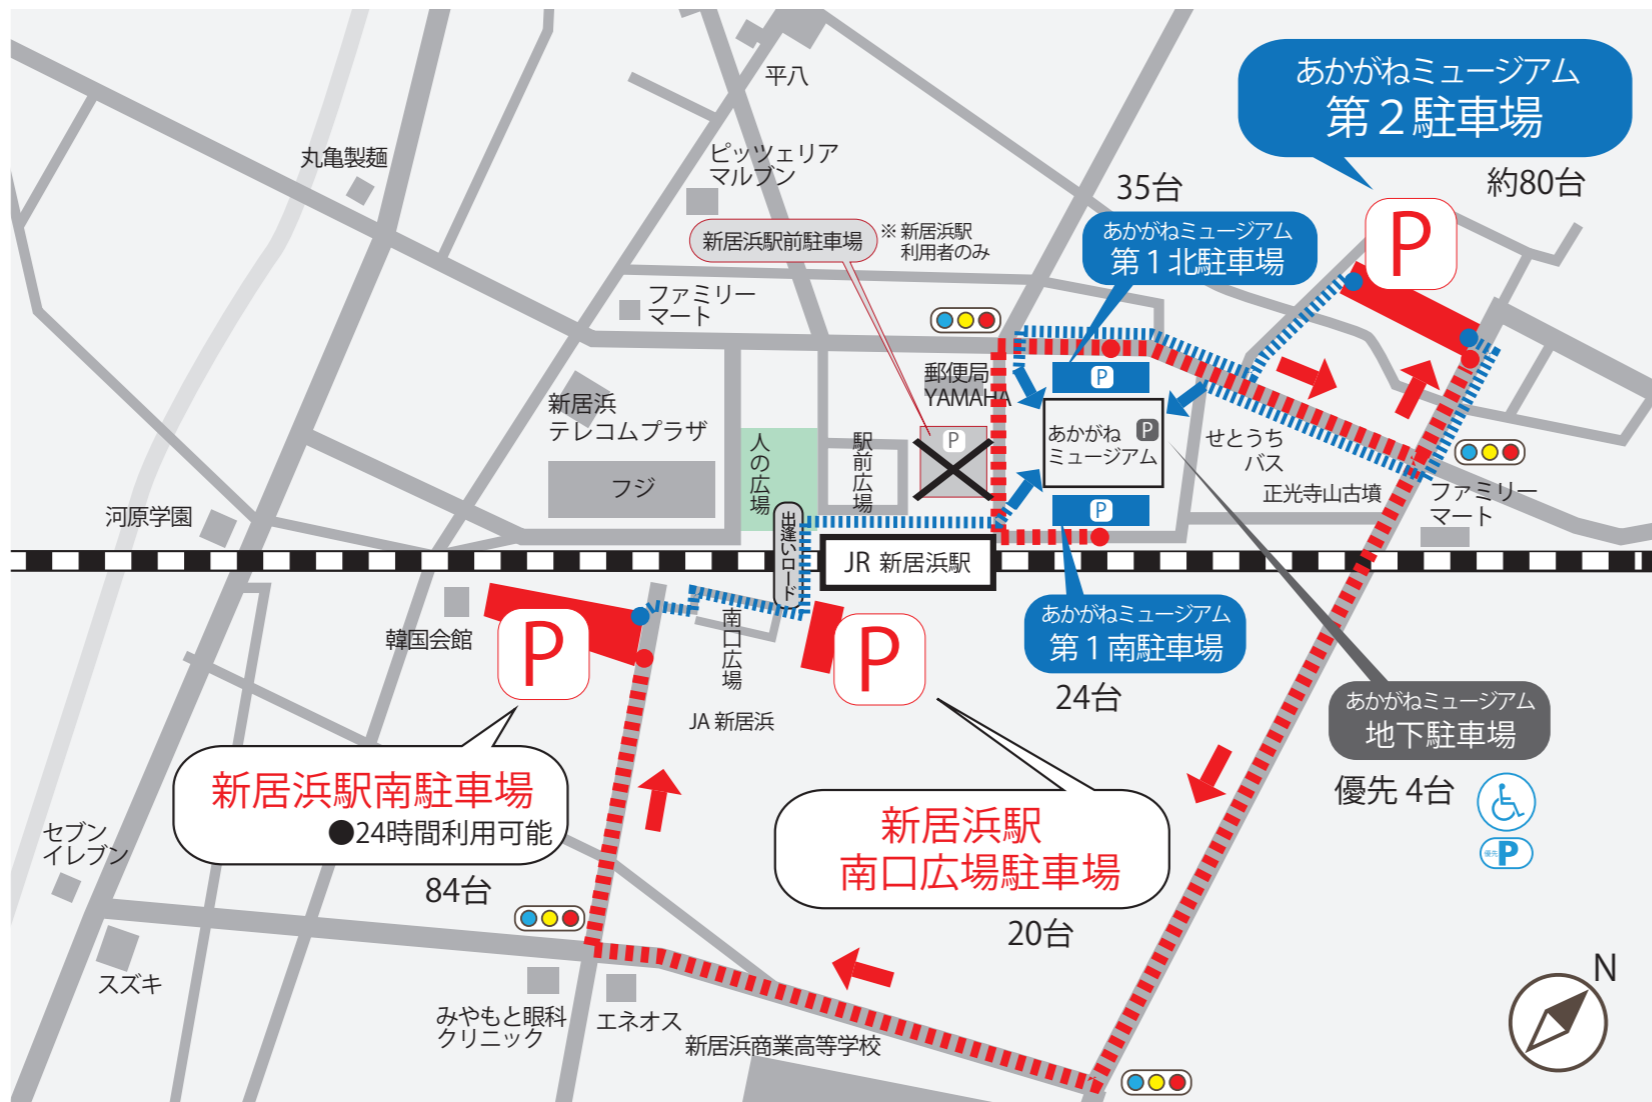 平八
丸亀製麺
ピッツェリア
マルブン
あかがねミュージアム
第２駐車場
約80台
P
35台
あかがねミュージアム
第１北駐車場
新居浜駅前駐車場
※ 新居浜駅
利用者のみ
ファミリー
マート
郵便局
YAMAHA
P
P
新居浜
テレコムプラザ
フジ
人の広場
駅前広場
出逢いロード
あかがね
ミュージアム
P
せとうち
バス
正光寺山古墳
ファミリー
マート
P
河原学園
JR 新居浜駅
韓国会館
P
南口広場
JA 新居浜
P
あかがねミュージアム
第１南駐車場
24台
あかがねミュージアム
地下駐車場
優先 4台
優先P
新居浜駅南駐車場
●24時間利用可能
84台
新居浜駅
南口広場駐車場
20台
セブン
イレブン
スズキ
みやもと眼科
クリニック
エネオス
新居浜商業高等学校
N